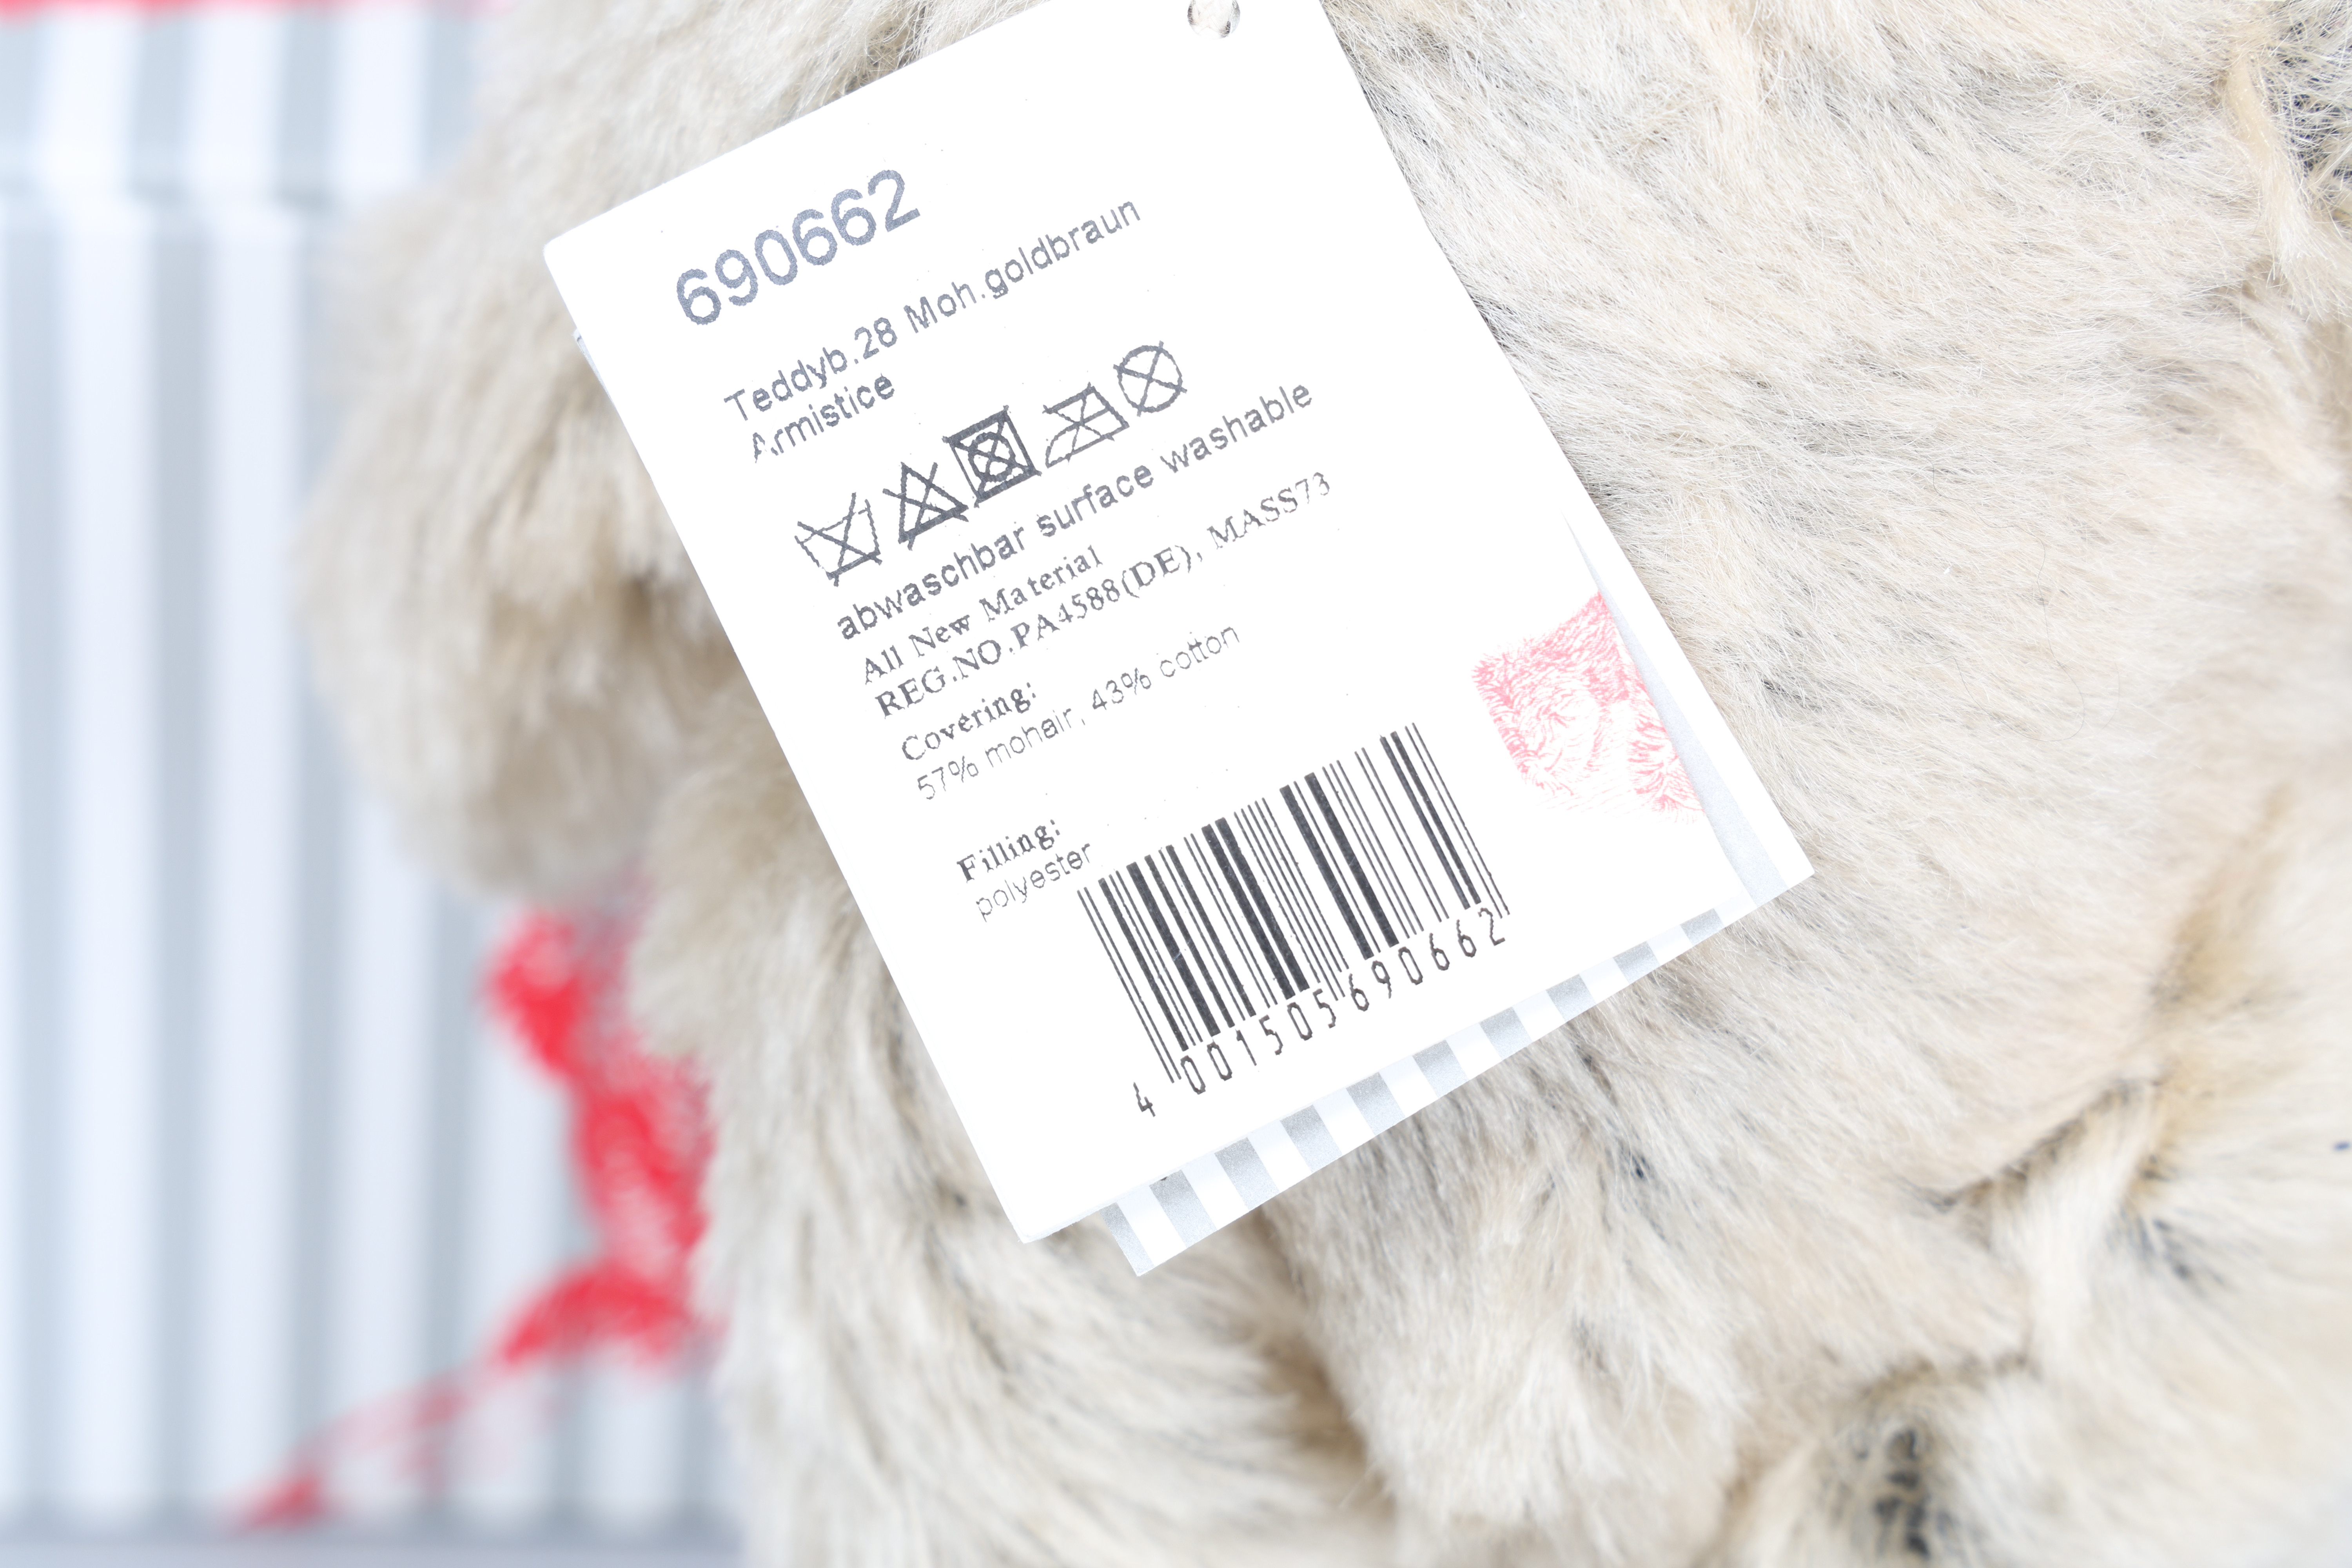 690662
Teddyb.28 Moh.goldbraun
Armistice
abwaschbar surface washable
All New Material
REG.NO.PA4588(DE), MASS73
Covering:
57% mohair, 43% cotton
Filling:
polyester
4 001505 690662